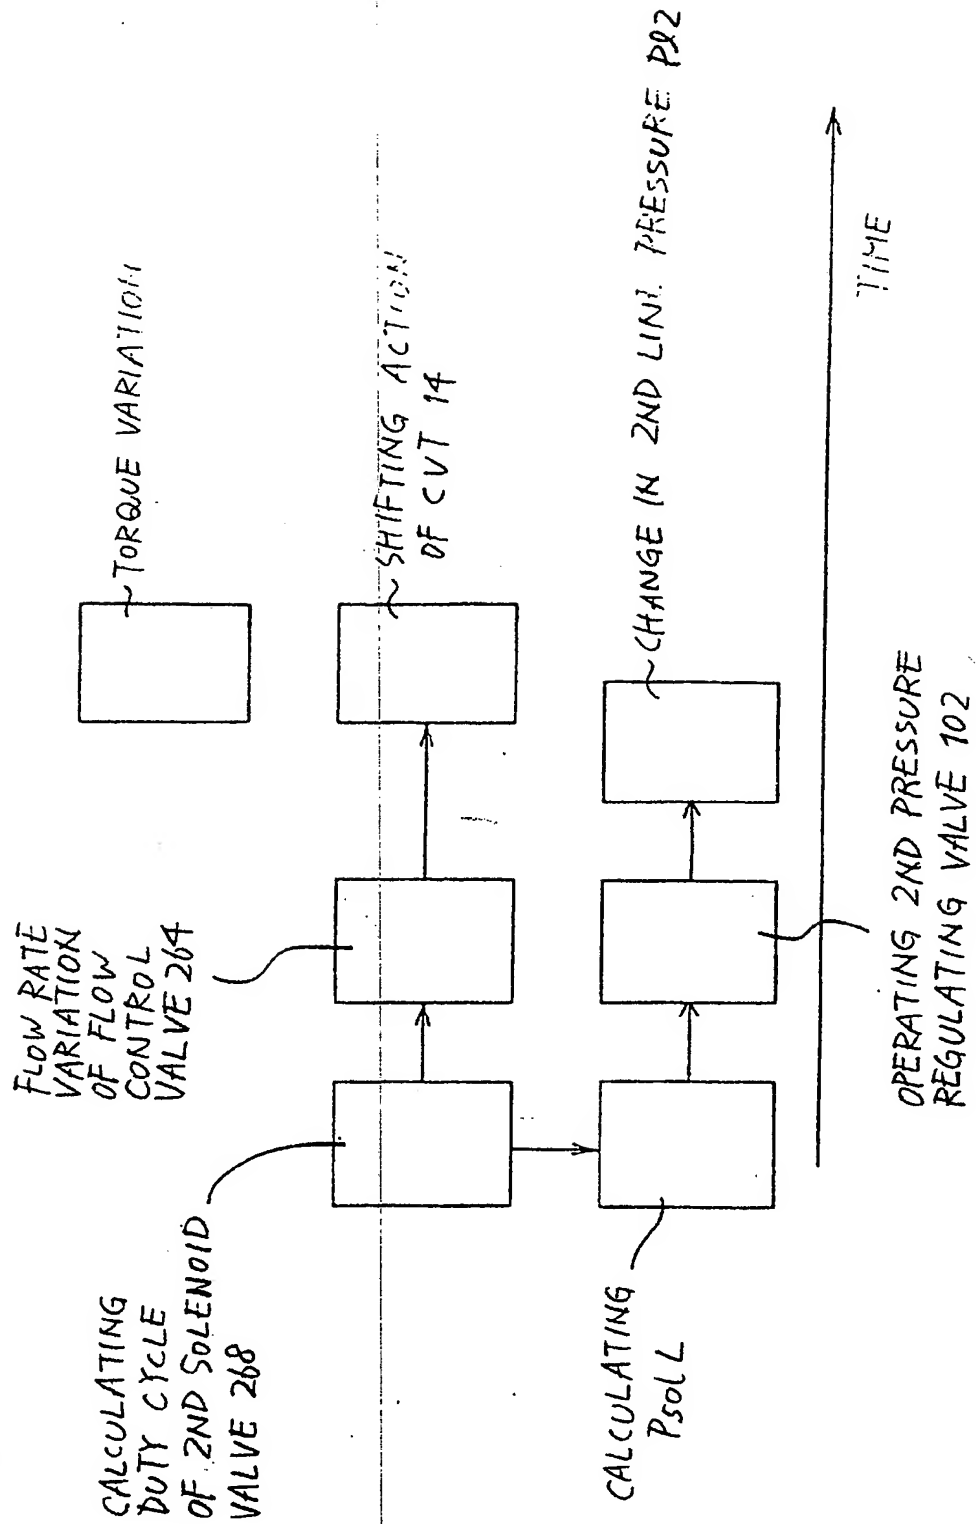 TORQUE VARIATION
FLOW RATE
VARIATION
OF FLOW
CONTROL
VALVE 264
CALCULATING
DUTY CYCLE
OF 2ND SOLENOID
VALVE 268
SHIFTING ACTION
OF CVT 14
CALCULATING
Psol L
CHANGE IN 2ND LINE PRESSURE Pl2
OPERATING 2ND PRESSURE
REGULATING VALVE 102
TIME